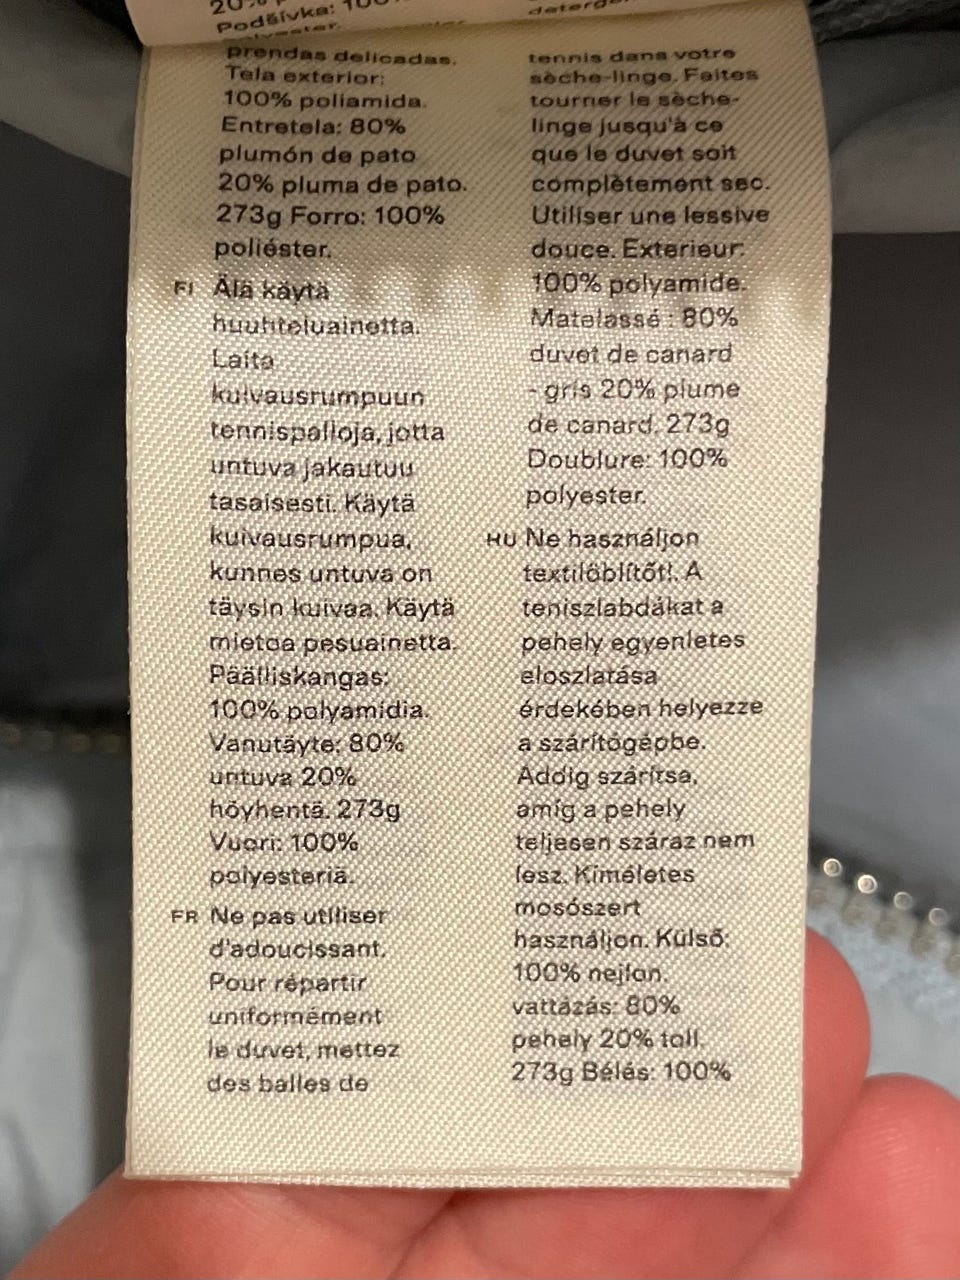 20%
Podšívka: 100%
prendas delicadas.
Tela exterior:
100% poliamida.
Entretela: 80%
plumón de pato
20% pluma de pato.
273g Forro: 100%
poliéster.
FI Älä käytä
huuhteluainetta.
Laita
kuivausrumpuun
tennispalloja, jotta
untuva jakautuu
tasaisesti. Käytä
kuivausrumpua,
kunnes untuva on
täysin kuivaa. Käytä
mietoa pesuainetta.
Päälliskangas:
100% polyamidia.
Vanutäyte: 80%
untuva 20%
höyhentä. 273g
Vuori: 100%
polyesteriä.
FR Ne pas utiliser
d'adoucissant.
Pour répartir
uniformément
le duvet, mettez
des balles de
tennis dans votre
sèche-linge. Faites
tourner le sèche-
linge jusqu'à ce
que le duvet soit
complètement sec.
Utiliser une lessive
douce. Exterieur:
100% polyamide.
Matelassé : 80%
duvet de canard
- gris 20% plume
de canard. 273g
Doublure: 100%
polyester.
HU Ne használjon
textilöblítőt!. A
teniszlabdákat a
pehely egyenletes
eloszlatása
érdekében helyezze
a szárítógépbe.
Addig szárítsa,
amíg a pehely
teljesen száraz nem
lesz. Kíméletes
mosószert
használjon. Külső:
100% nejlon.
vattázás: 80%
pehely 20% toll.
273g Bélés: 100%